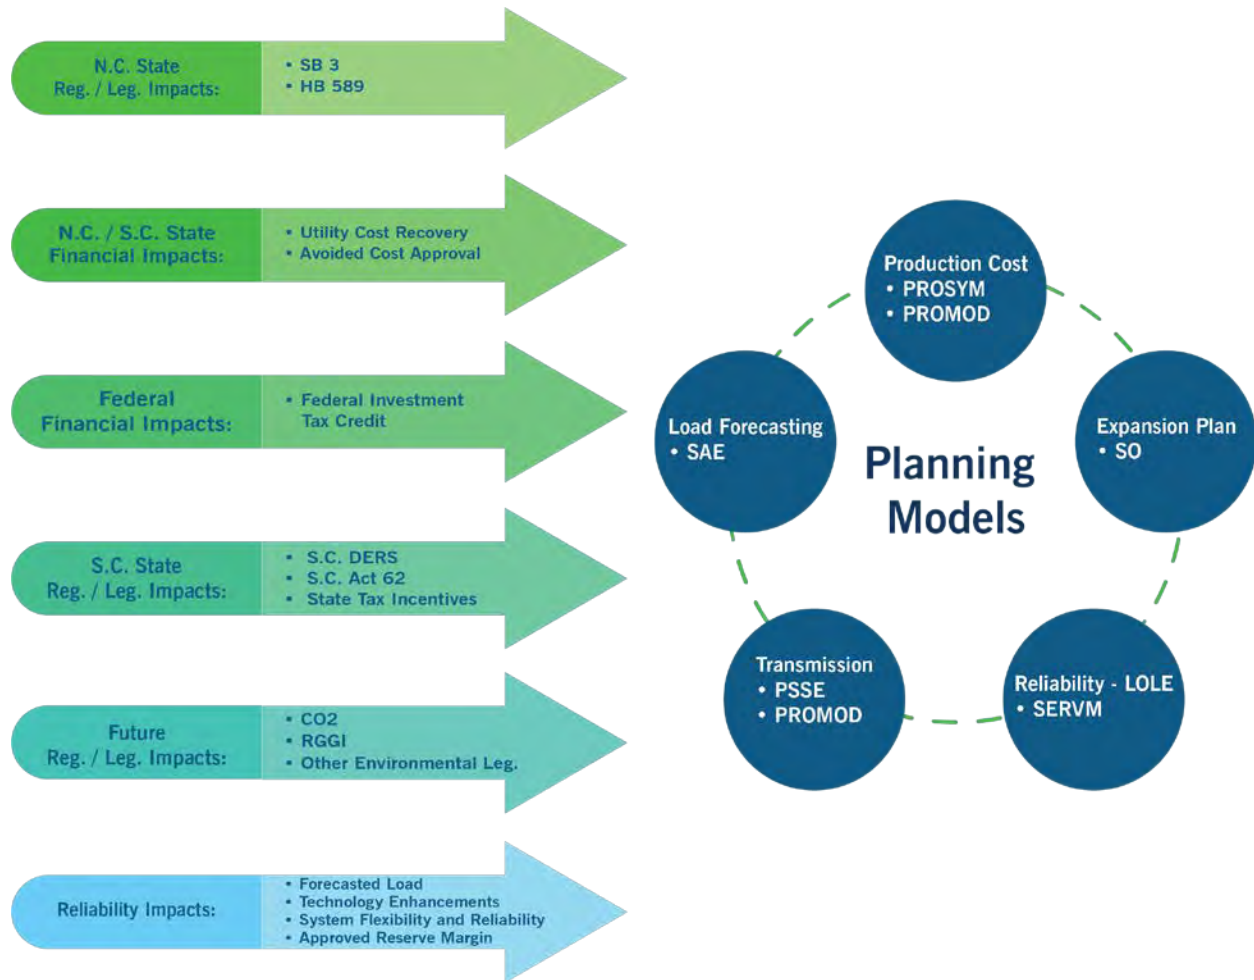 N.C. State
Reg. / Leg. Impacts:
• SB 3
• HB 589
N.C. / S.C. State
Financial Impacts:
• Utility Cost Recovery
• Avoided Cost Approval
Federal
Financial Impacts:
• Federal Investment
Tax Credit
S.C. State
Reg. / Leg. Impacts:
• S.C. DERS
• S.C. Act 62
• State Tax Incentives
Future
Reg. / Leg. Impacts:
• CO2
• RGGI
• Other Environmental Leg.
Reliability Impacts:
• Forecasted Load
• Technology Enhancements
• System Flexibility and Reliability
• Approved Reserve Margin
Planning
Models
Production Cost
• PROSYM
• PROMOD
Expansion Plan
• SO
Reliability - LOLE
• SERVM
Transmission
• PSSE
• PROMOD
Load Forecasting
• SAE